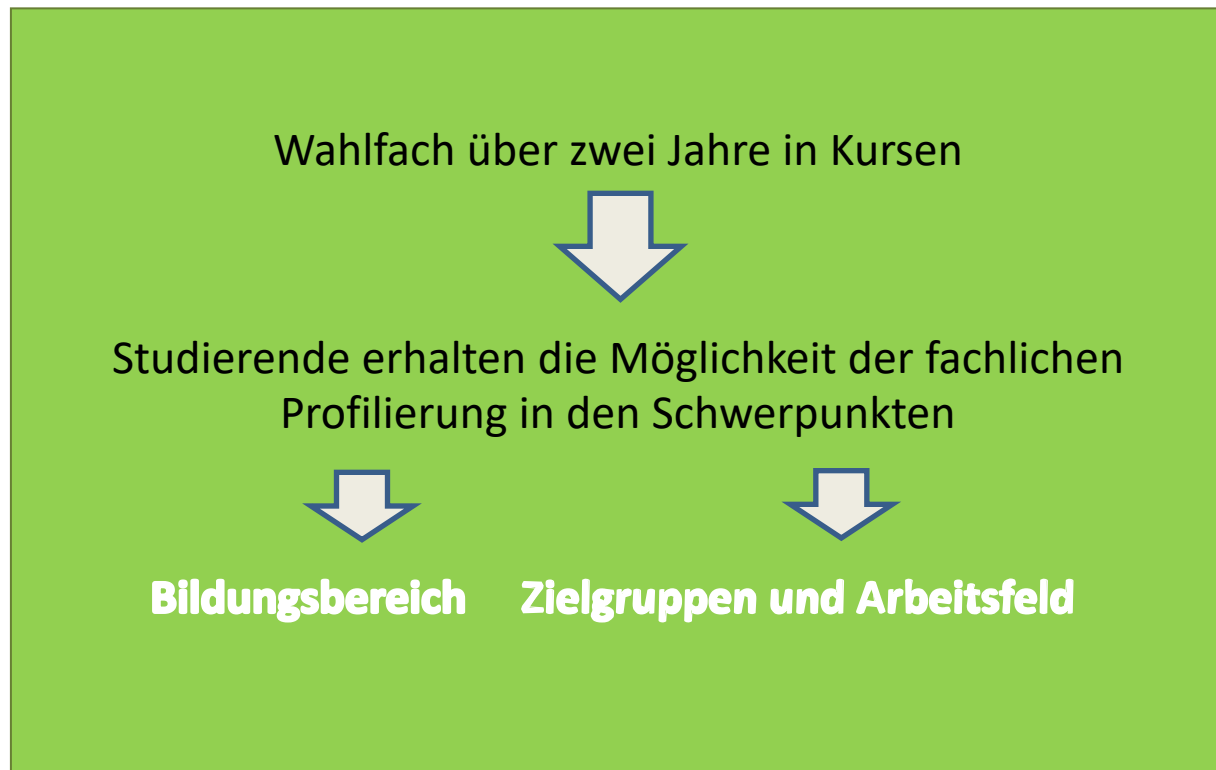 Wahlfach über zwei Jahre in Kursen
Studierende erhalten die Möglichkeit der fachlichen
Profilierung in den Schwerpunkten
Bildungsbereich Zielgruppen und Arbeitsfeld